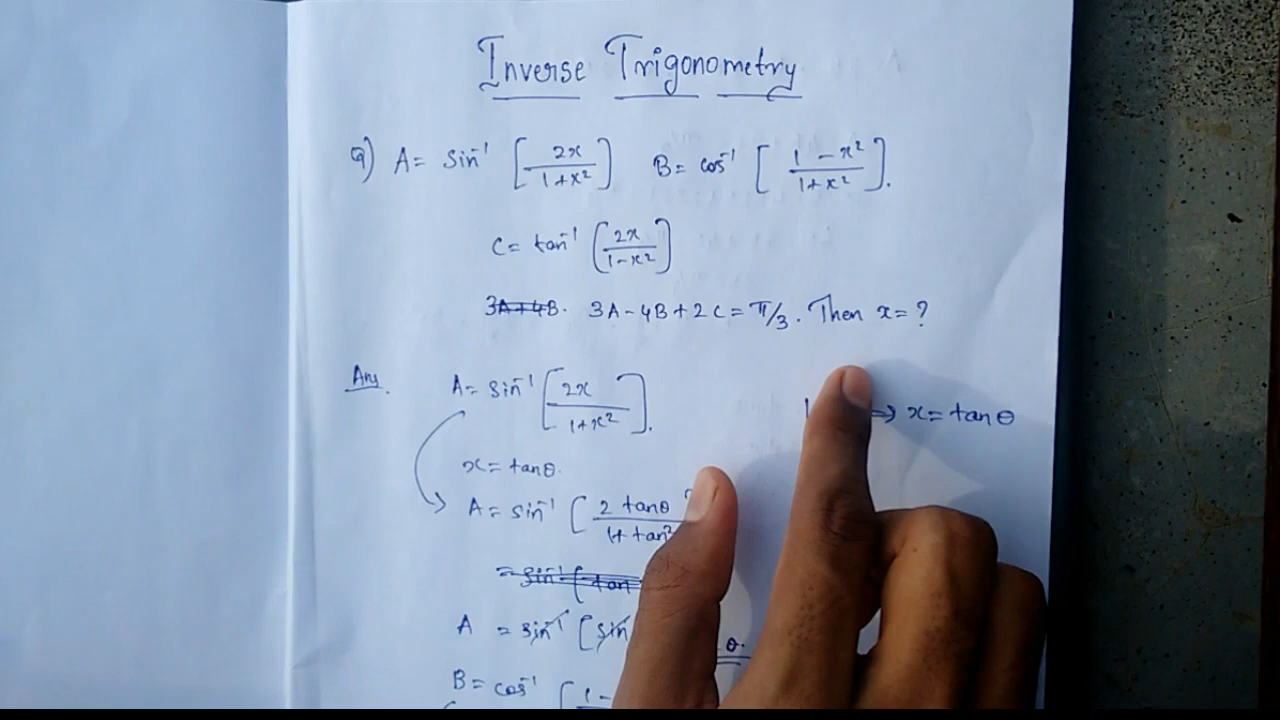 Inverse Trigonometry
Q) A = sin⁻¹ [2x / 1+x²] B = cos⁻¹ [1-x² / 1+x²].
C = tan⁻¹ [2x / 1-x²]
3A+4B. 3A-4B+2C = π/3. Then x=?
Ans. A = sin⁻¹ [2x / 1+x²].
⇒ x = tanθ
x = tanθ.
A = sin⁻¹ [2 tanθ / 1+tan²
= sin⁻¹ [tan
A = sin⁻¹ [sin θ.
B = cos⁻¹ [1-